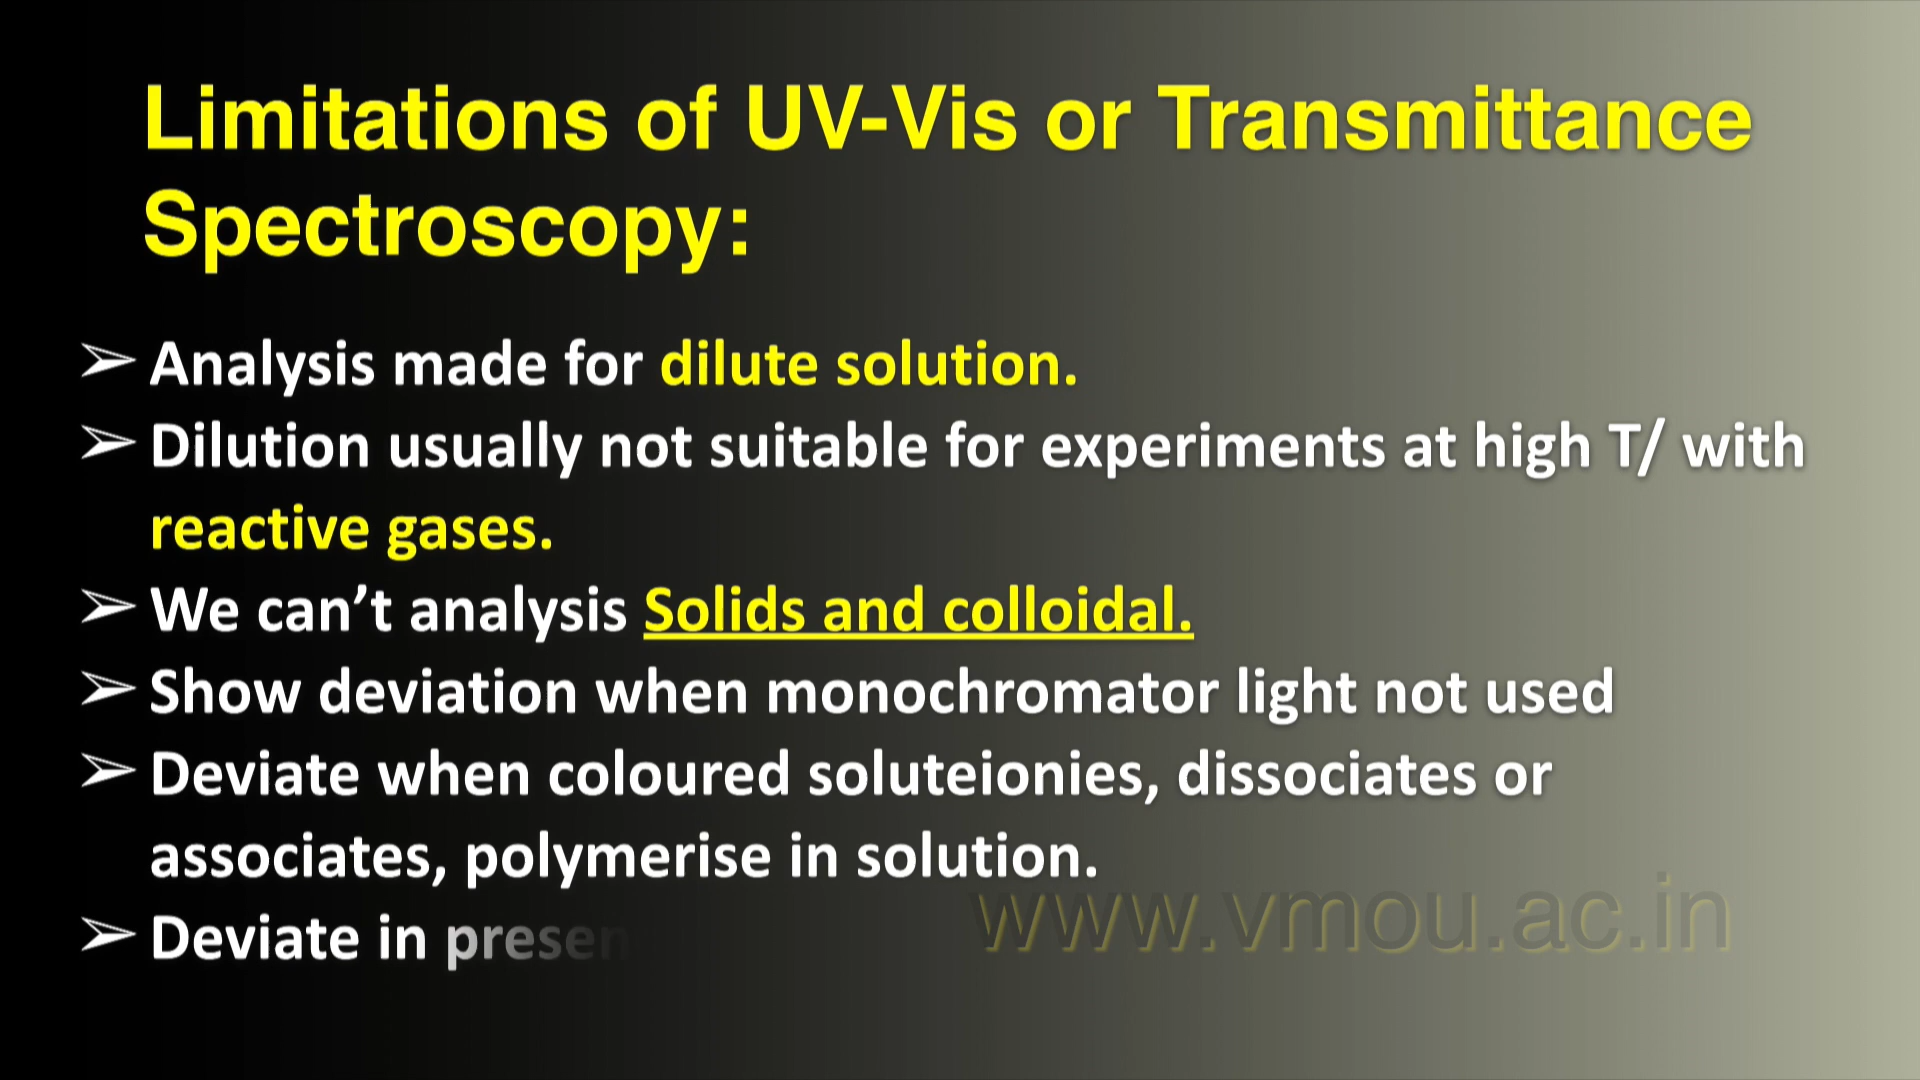 Limitations of UV-Vis or Transmittance
Spectroscopy:
➢ Analysis made for dilute solution.
➢ Dilution usually not suitable for experiments at high T/ with
reactive gases.
➢ We can’t analysis Solids and colloidal.
➢ Show deviation when monochromator light not used
➢ Deviate when coloured soluteionies, dissociates or
associates, polymerise in solution.
➢ Deviate in
www.vmou.ac.in